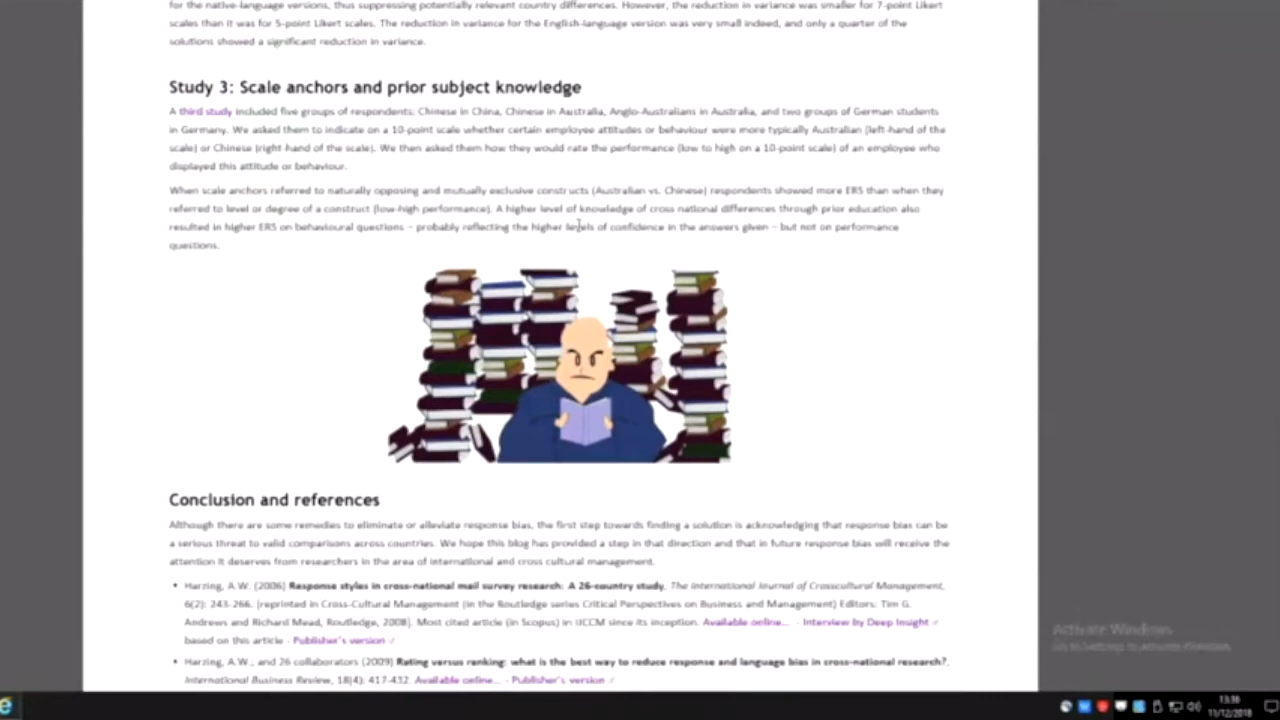 for the native-language versions, thus suppressing potentially relevant country differences. However, the reduction in variance was smaller for 7-point Likert
scales than it was for 5-point Likert scales. The reduction in variance for the English-language version was very small indeed, and only a quarter of the
solutions showed a significant reduction in variance.
Study 3: Scale anchors and prior subject knowledge
A third study included five groups of respondents: Chinese in China, Chinese in Australia, Anglo-Australians in Australia, and two groups of German students
in Germany. We asked them to indicate on a 10-point scale whether certain employee attitudes or behaviour were more typically Australian (left-hand of the
scale) or Chinese (right-hand of the scale). We then asked them how they would rate the performance (low to high on a 10-point scale) of an employee who
displayed this attitude or behaviour.
When scale anchors referred to naturally opposing and mutually exclusive constructs (Australian vs. Chinese) respondents showed more ERS than when they
referred to level or degree of a construct (low-high performance). A higher level of knowledge of cross national differences through prior education also
resulted in higher ERS on behavioural questions – probably reflecting the higher levels of confidence in the answers given – but not on performance
questions.
Conclusion and references
Although there are some remedies to eliminate or alleviate response bias, the first step towards finding a solution is acknowledging that response bias can be
a serious threat to valid comparisons across countries. We hope this blog has provided a step in that direction and that in future response bias will receive the
attention it deserves from researchers in the area of international and cross cultural management.
• Harzing, A.W. (2006) Response styles in cross-national mail survey research: A 26-country study, The International Journal of Crosscultural Management,
6(2): 243-266. (reprinted in Cross-Cultural Management (in the Routledge series Critical Perspectives on Business and Management) Editors: Tim G.
Andrews and Richard Mead, Routledge, 2008). Most cited article (in Scopus) in IJCCM since its inception. Available online... - Interview by Deep Insight
based on this article - Publisher's version
• Harzing, A.W.; and 26 collaborators (2009) Rating versus ranking: what is the best way to reduce response and language bias in cross-national research?,
International Business Review, 18(4): 417-432. Available online... - Publisher's version
Activate Windows
Go to Settings to activate Windows.
13:36
11/12/2018